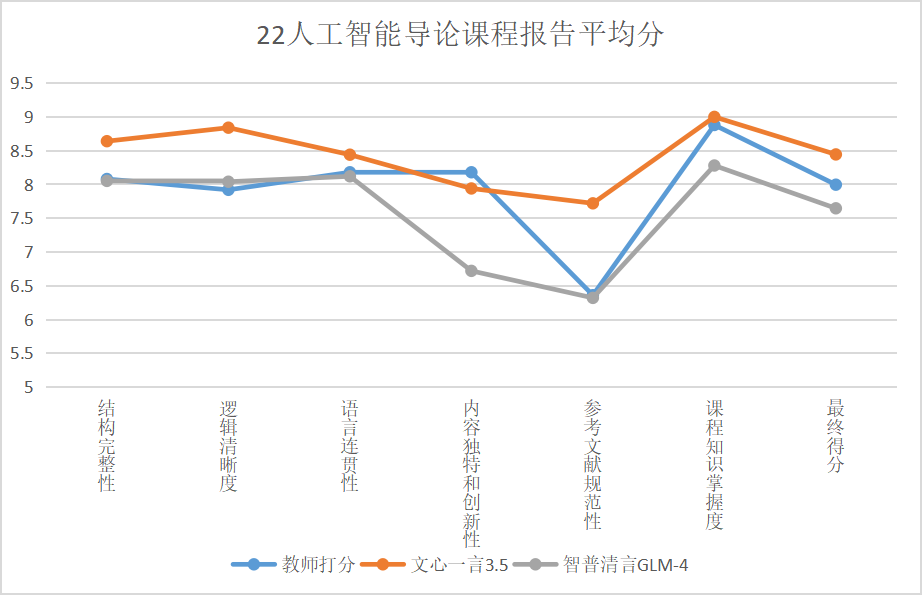 22人工智能导论课程报告平均分
9.5
9
8.5
8
7.5
7
6.5
6
5.5
5
结构完整性
逻辑清晰度
语言连贯性
内容独特和创新性
参考文献规范性
课程知识掌握度
最终得分
教师打分 文心一言3.5 智普清言GLM-4